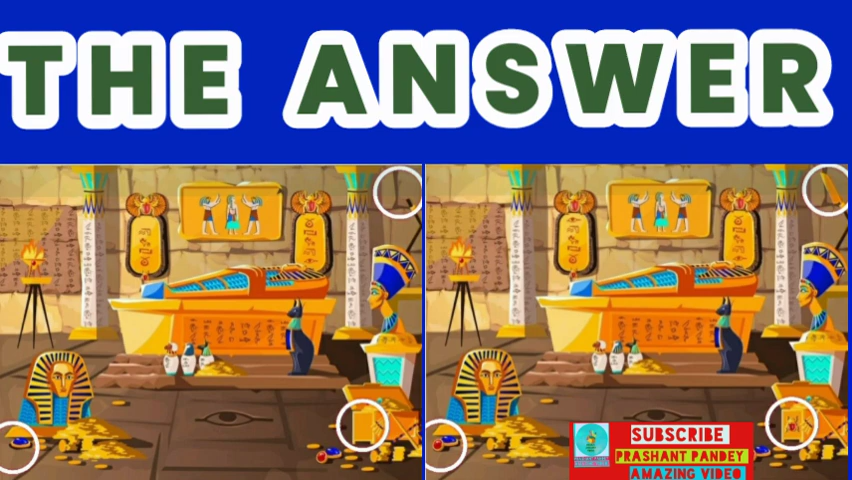 THE ANSWER
SUBSCRIBE
PRASHANT PANDEY
AMAZING VIDEO